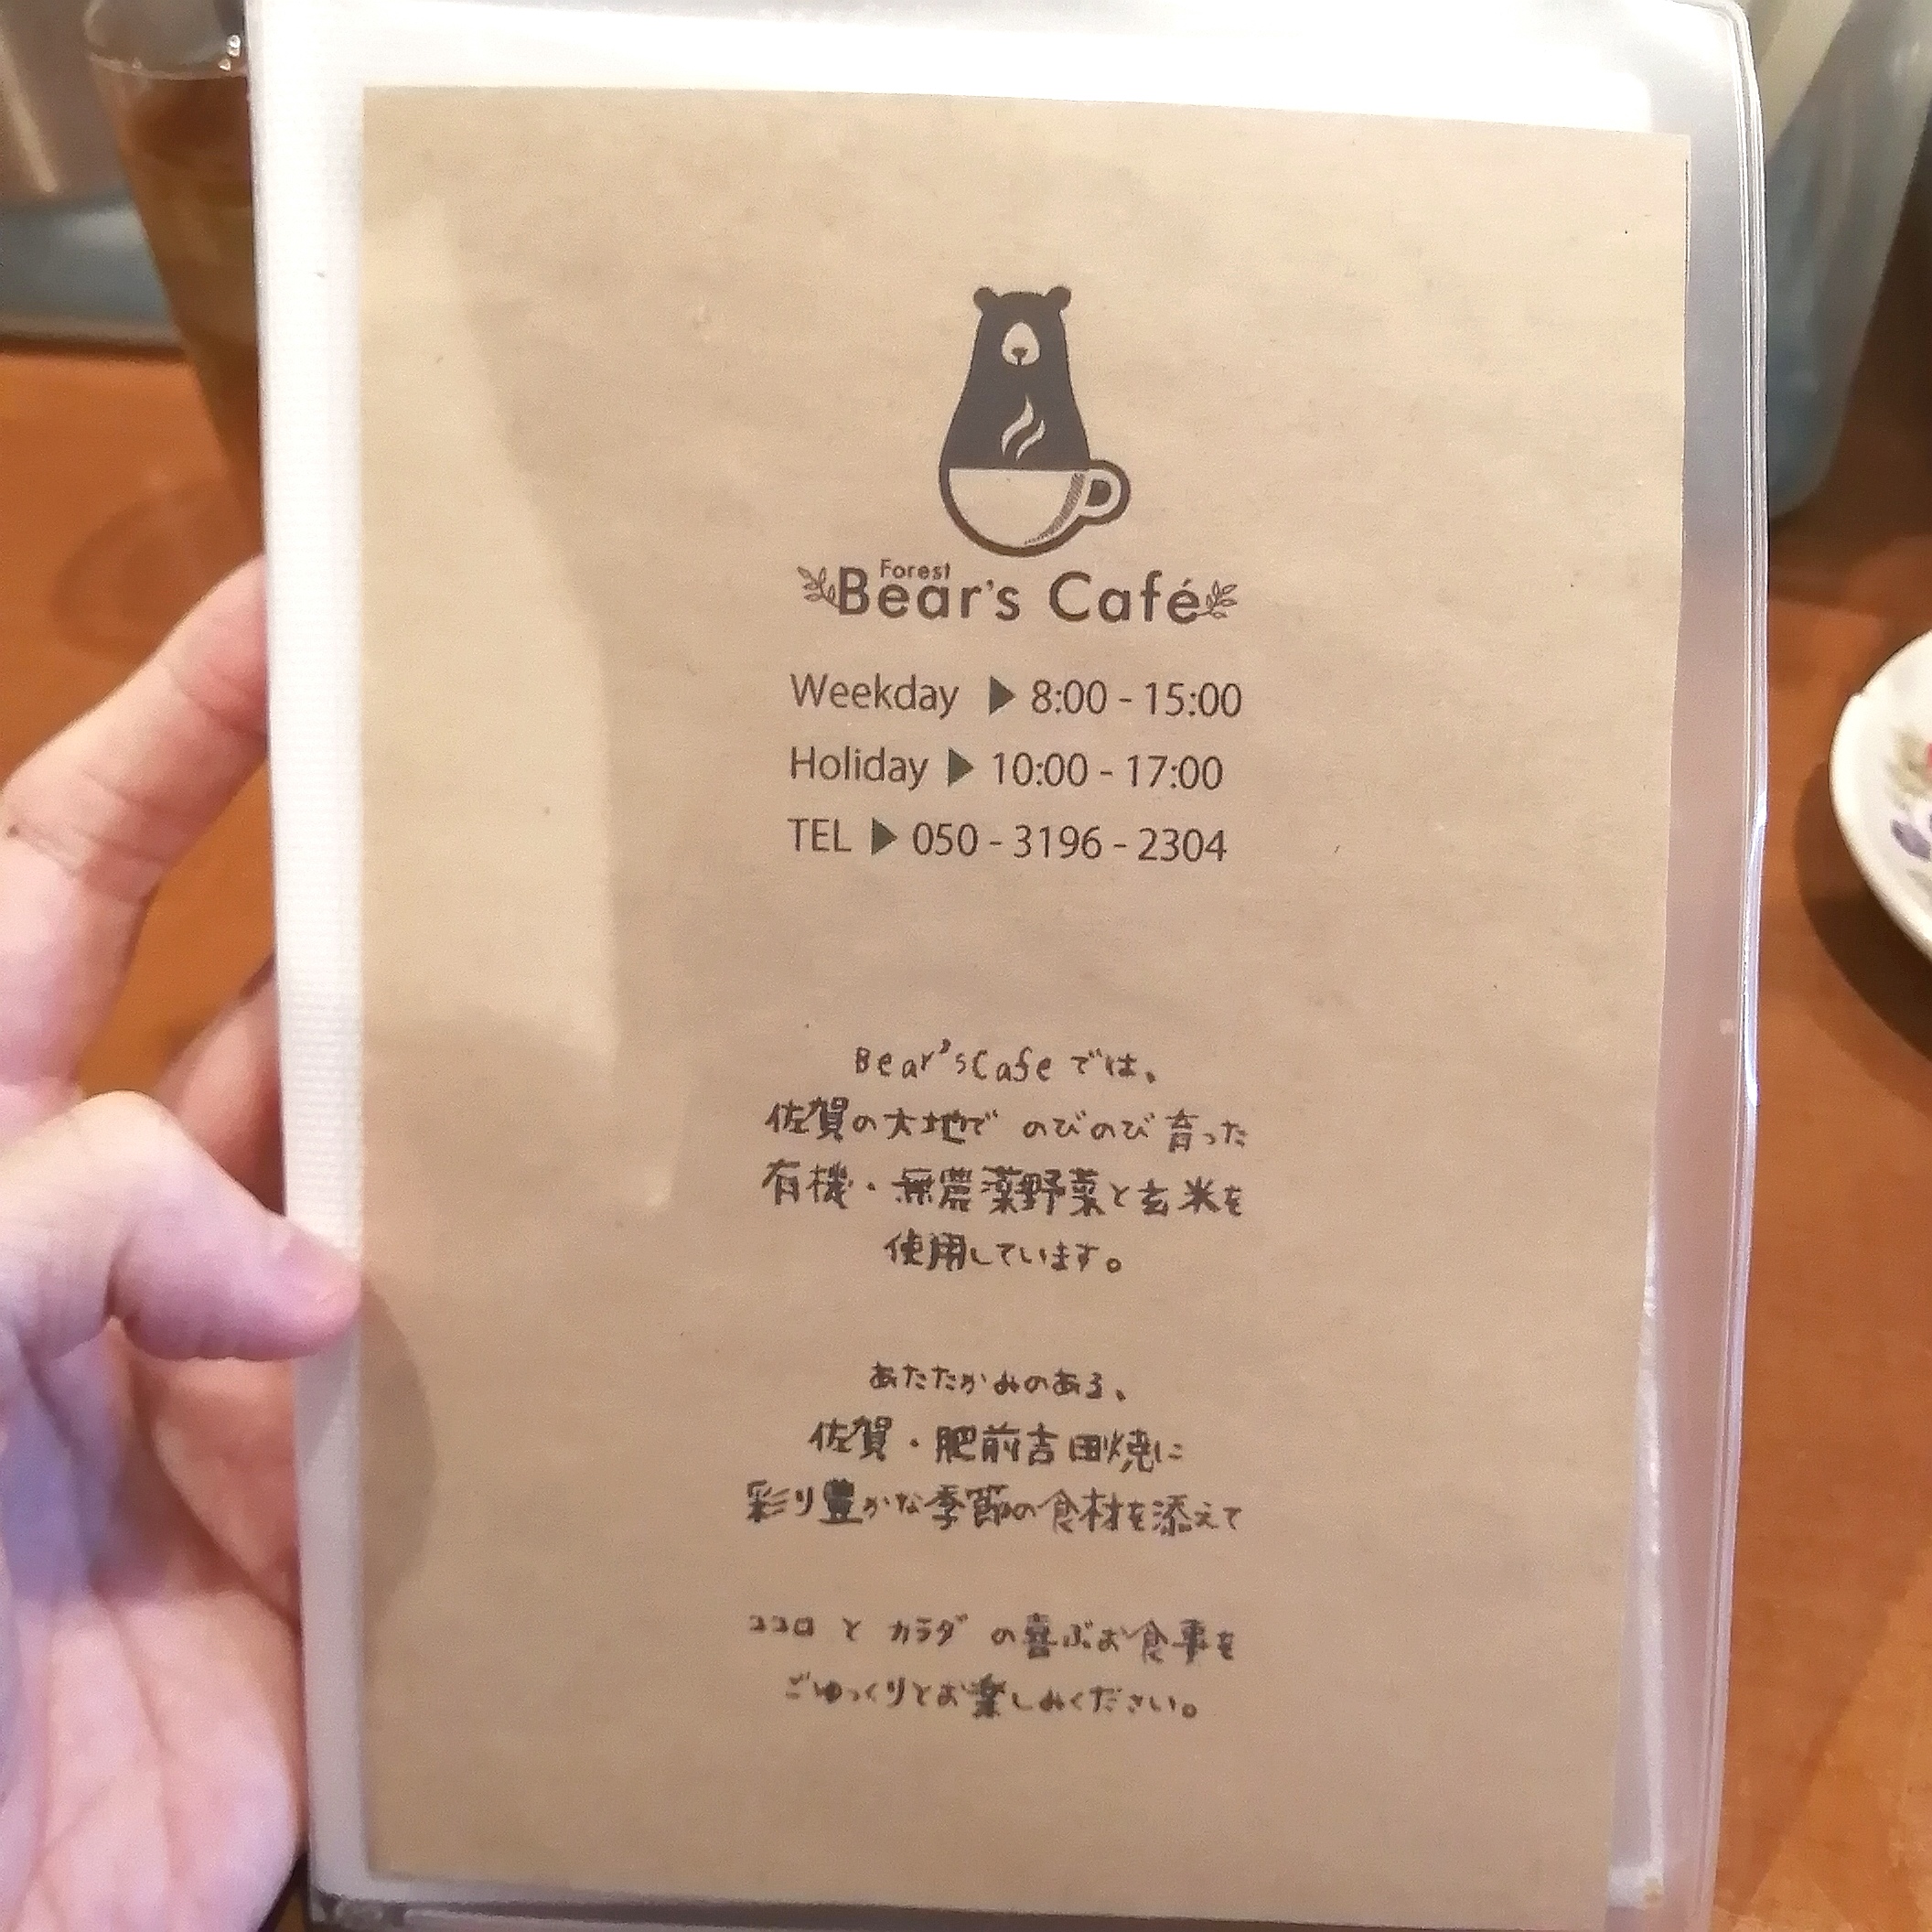 Forest
Bear's Café
Weekday ▶ 8:00 - 15:00
Holiday ▶ 10:00 - 17:00
TEL ▶ 050 - 3196 - 2304
Bear'sCafe では、
佐賀の大地で のびのび育った
有機・無農薬野菜と玄米を
使用しています。
あたたかみのある、
佐賀・肥前吉田焼に
彩り豊かな季節の食材を添えて
ココロ と カラダ の喜ぶお食事を
ごゆっくりとお楽しみください。